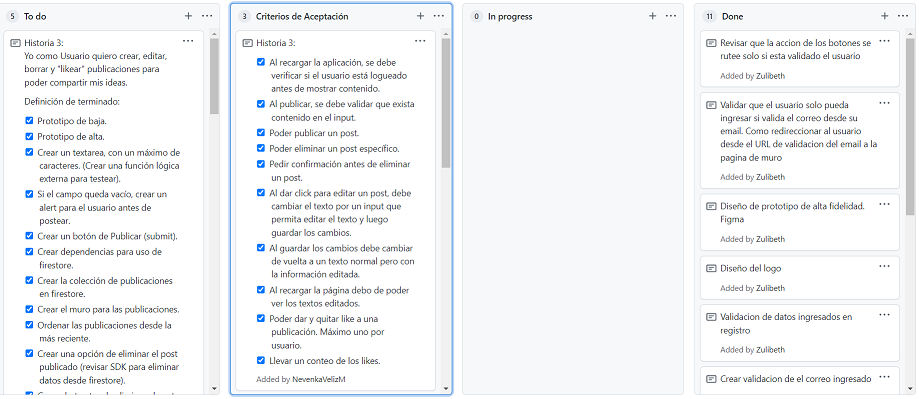 5 To do
Historia 3:
Yo como Usuario quiero crear, editar,
borrar y "likear" publicaciones para
poder compartir mis ideas.
Definición de terminado:
Prototipo de baja.
Prototipo de alta.
Crear un textarea, con un máximo de
caracteres. (Crear una función lógica
externa para testear).
Si el campo queda vacío, crear un
alert para el usuario antes de
postear.
Crear un botón de Publicar (submit).
Crear dependencias para uso de
firestore.
Crear la colección de publicaciones
en firestore.
Crear el muro para las publicaciones.
Ordenar las publicaciones desde la
más reciente.
Crear una opción de eliminar el post
publicado (revisar SDK para eliminar
datos desde firestore).
3 Criterios de Aceptación
Historia 3:
Al recargar la aplicación, se debe
verificar si el usuario está logueado
antes de mostrar contenido.
Al publicar, se debe validar que exista
contenido en el input.
Poder publicar un post.
Poder eliminar un post específico.
Pedir confirmación antes de eliminar
un post.
Al dar click para editar un post, debe
cambiar el texto por un input que
permita editar el texto y luego
guardar los cambios.
Al guardar los cambios debe cambiar
de vuelta a un texto normal pero con
la información editada.
Al recargar la página debo de poder
ver los textos editados.
Poder dar y quitar like a una
publicación. Máximo uno por
usuario.
Llevar un conteo de los likes.
Added by NevenkaVelizM
0 In progress
11 Done
Revisar que la accion de los botones se
rutee solo si esta validado el usuario
Added by Zulibeth
Validar que el usuario solo pueda
ingresar si valida el correo desde su
email. Como redireccionar al usuario
desde el URL de validacion del email a la
pagina de muro
Added by Zulibeth
Diseño de prototipo de alta fidelidad.
Figma
Added by Zulibeth
Diseño del logo
Added by Zulibeth
Validacion de datos ingresados en
registro
Added by Zulibeth
Crear validacion de el correo ingresado